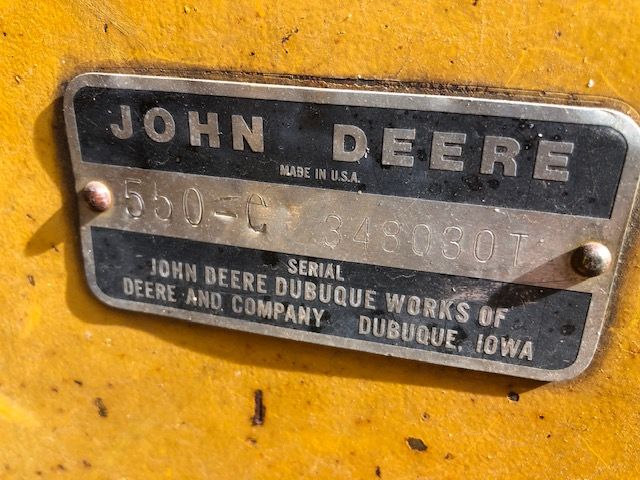 JOHN DEERE
MADE IN U.S.A.
550-C 348030T
SERIAL
JOHN DEERE DUBUQUE WORKS OF
DEERE AND COMPANY DUBUQUE, IOWA